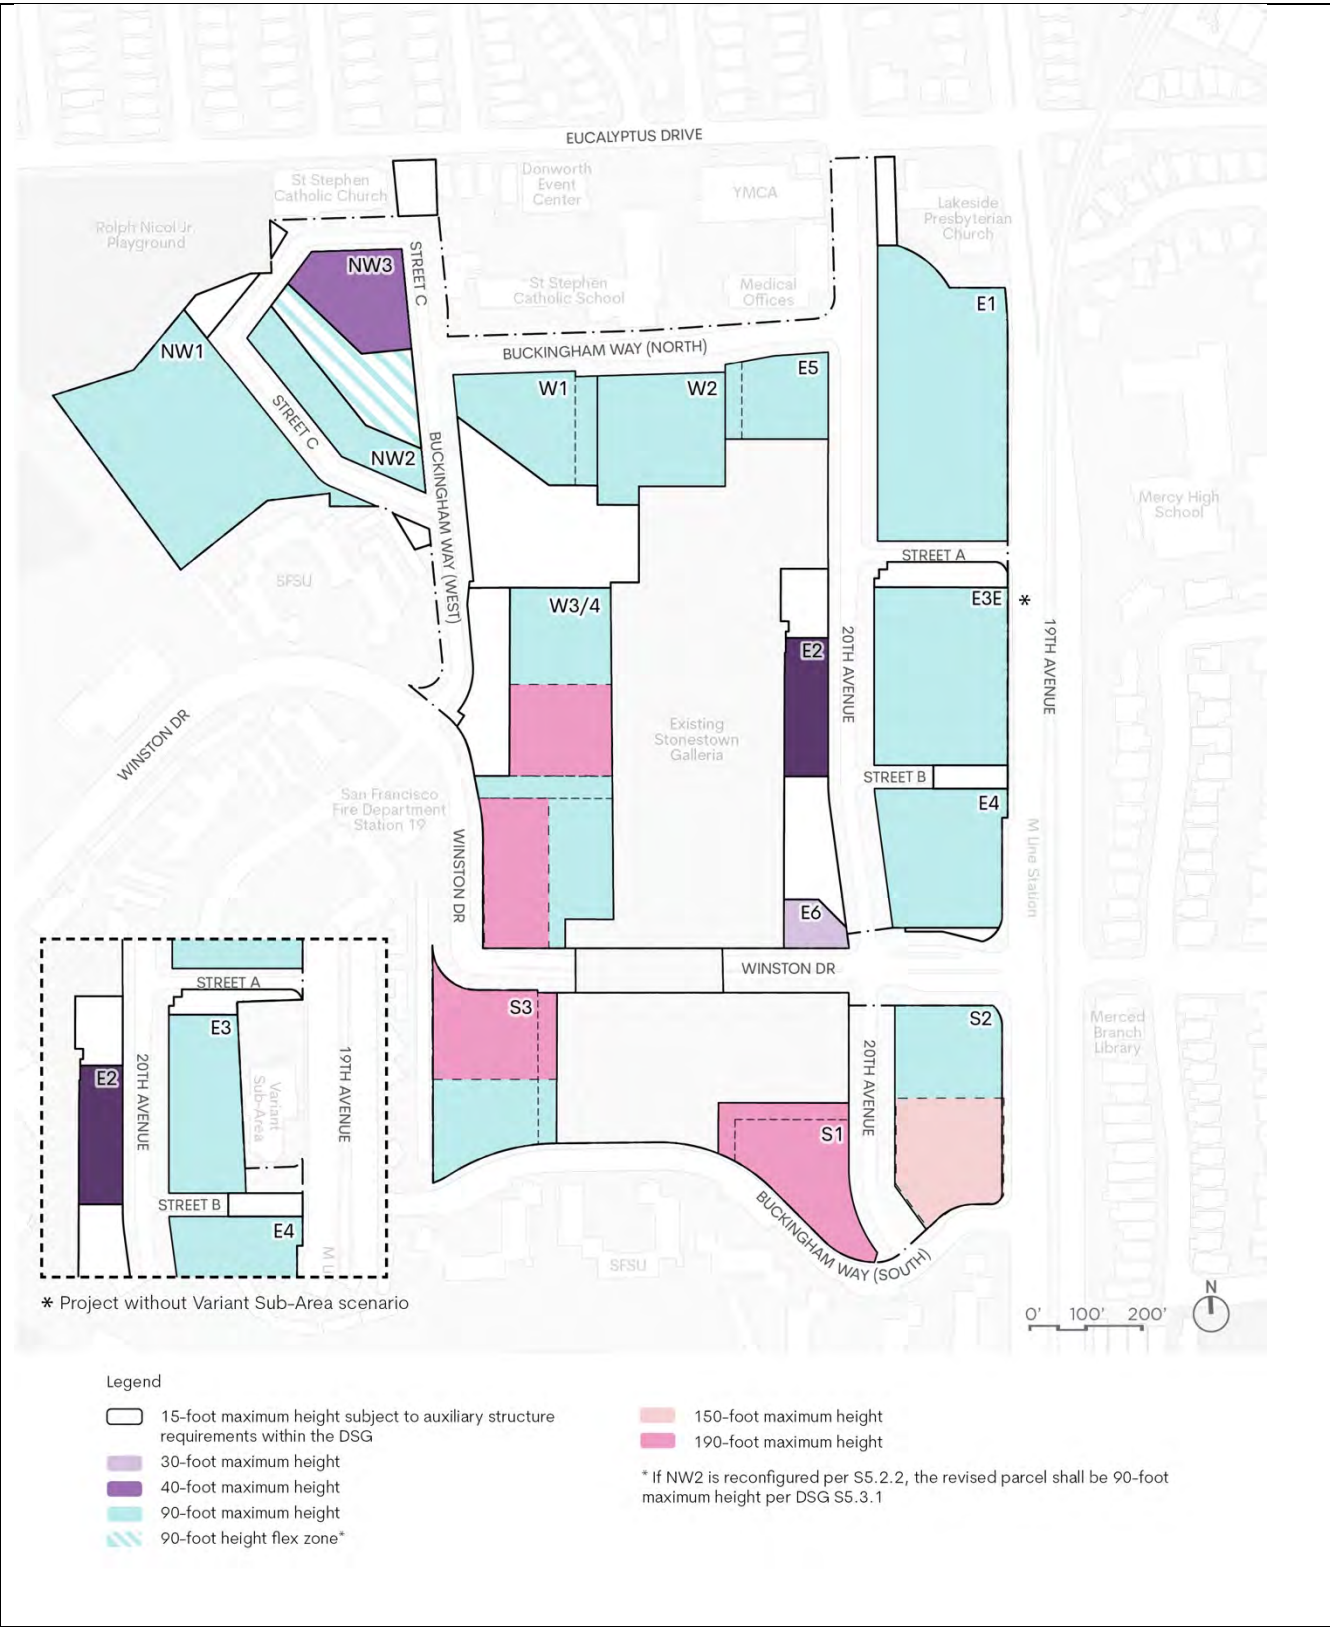 EUCALYPTUS DRIVE
St Stephen
Catholic Church
Donworth
Event
Center
YMCA
Lakeside
Presbyterian
Church
Rolph Nicol Jr.
Playground
STREET C
NW3
St Stephen
Catholic School
Medical
Offices
E1
NW1
BUCKINGHAM WAY (NORTH)
W1
W2
E5
STREET C
NW2
BUCKINGHAM WAY (WEST)
Mercy High
School
STREET A
SFSU
W3/4
E3E
*
E2
20TH AVENUE
19TH AVENUE
WINSTON DR
Existing
Stonestown
Galleria
STREET B
San Francisco
Fire Department
Station 19
E4
WINSTON DR
M Line Station
E6
WINSTON DR
STREET A
S3
S2
Merced
Branch
Library
E3
20TH AVENUE
19TH AVENUE
E2
Variant
Sub-Area
20TH AVENUE
S1
STREET B
E4
M Li
BUCKINGHAM WAY (SOUTH)
SFSU
* Project without Variant Sub-Area scenario
N
0' 100' 200'
Legend
15-foot maximum height subject to auxiliary structure
requirements within the DSG
30-foot maximum height
40-foot maximum height
90-foot maximum height
90-foot height flex zone*
150-foot maximum height
190-foot maximum height
* If NW2 is reconfigured per S5.2.2, the revised parcel shall be 90-foot
maximum height per DSG S5.3.1